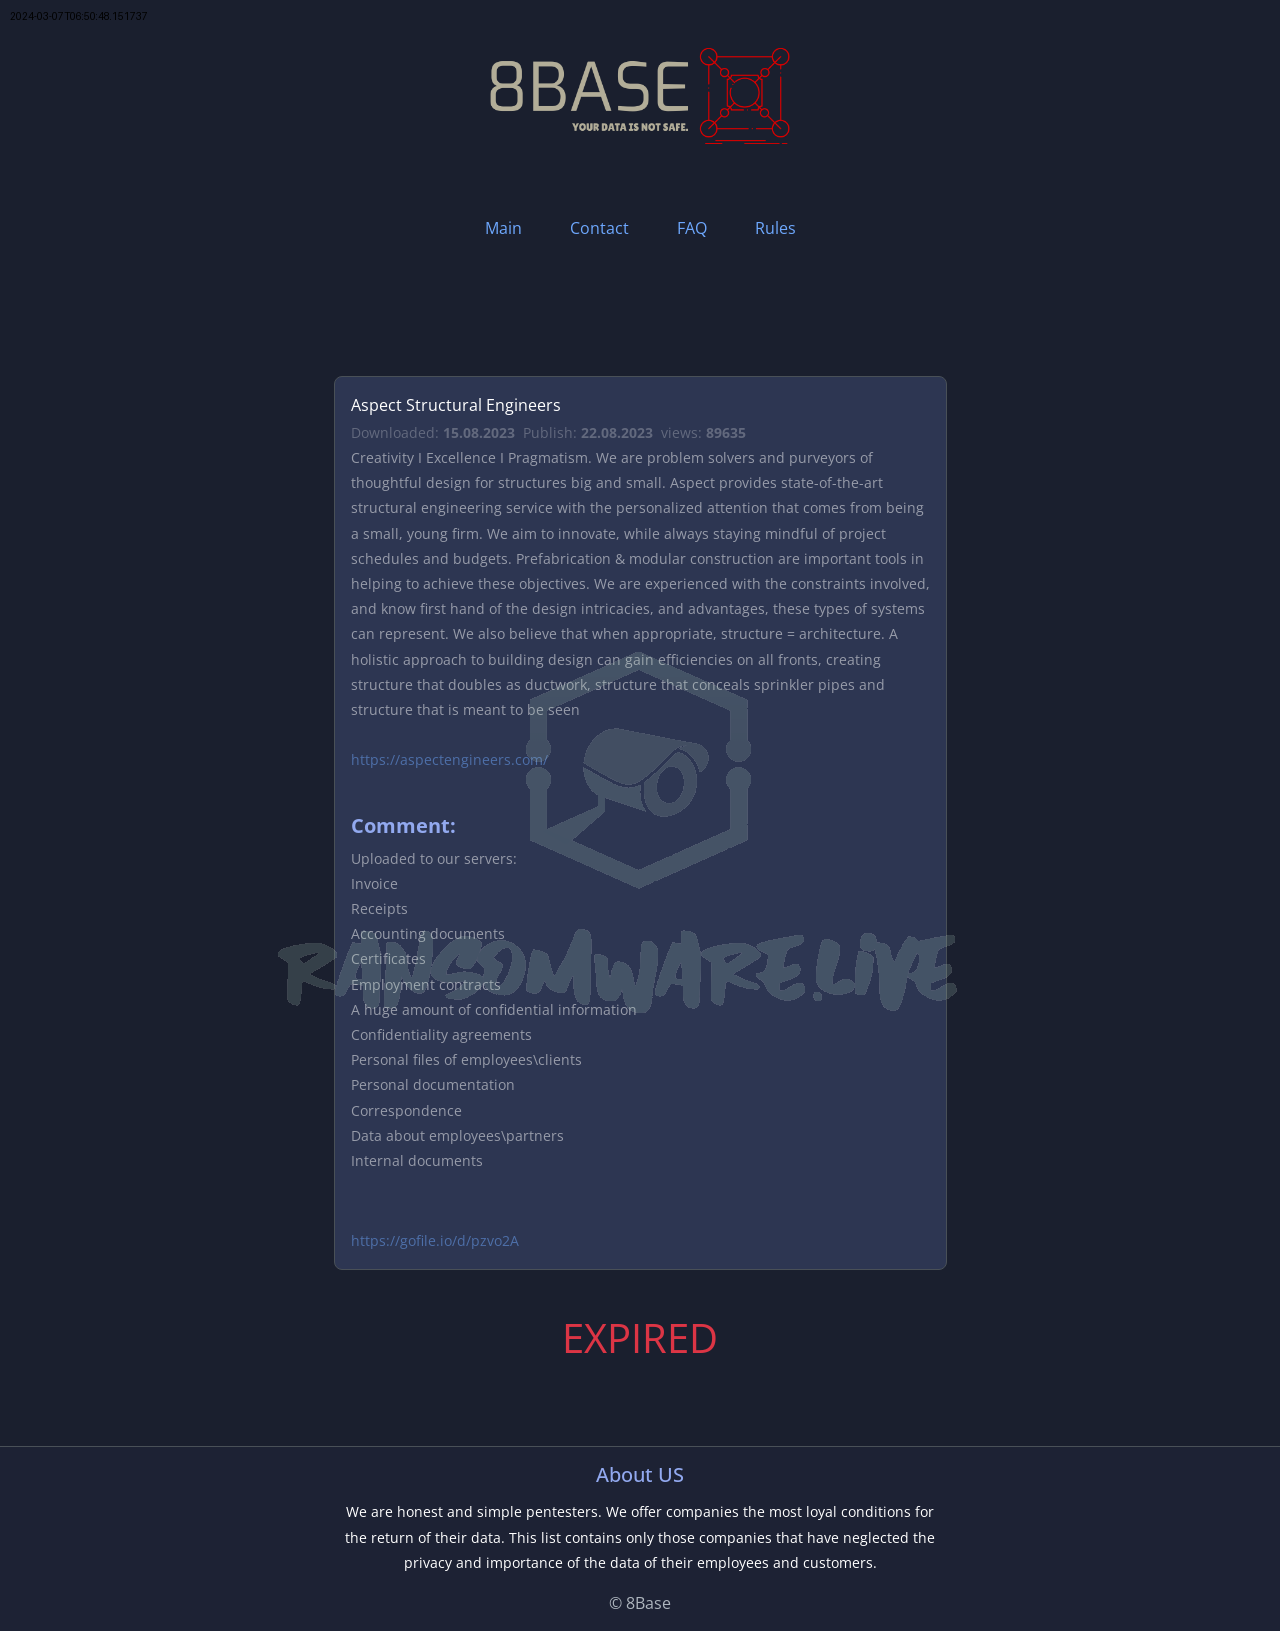 2024-03-07T06:50:48.151737
8BASE
YOUR DATA IS NOT SAFE.
Main Contact FAQ Rules
Aspect Structural Engineers
Downloaded: 15.08.2023 Publish: 22.08.2023 views: 89635
Creativity I Excellence I Pragmatism. We are problem solvers and purveyors of
thoughtful design for structures big and small. Aspect provides state-of-the-art
structural engineering service with the personalized attention that comes from being
a small, young firm. We aim to innovate, while always staying mindful of project
schedules and budgets. Prefabrication & modular construction are important tools in
helping to achieve these objectives. We are experienced with the constraints involved,
and know first hand of the design intricacies, and advantages, these types of systems
can represent. We also believe that when appropriate, structure = architecture. A
holistic approach to building design can gain efficiencies on all fronts, creating
structure that doubles as ductwork, structure that conceals sprinkler pipes and
structure that is meant to be seen
https://aspectengineers.com/
Comment:
Uploaded to our servers:
Invoice
Receipts
Accounting documents
Certificates
RANSOMWARE.LIVE
Employment contracts
A huge amount of confidential information
Confidentiality agreements
Personal files of employees\clients
Personal documentation
Correspondence
Data about employees\partners
Internal documents
https://gofile.io/d/pzvo2A
EXPIRED
About US
We are honest and simple pentesters. We offer companies the most loyal conditions for
the return of their data. This list contains only those companies that have neglected the
privacy and importance of the data of their employees and customers.
© 8Base